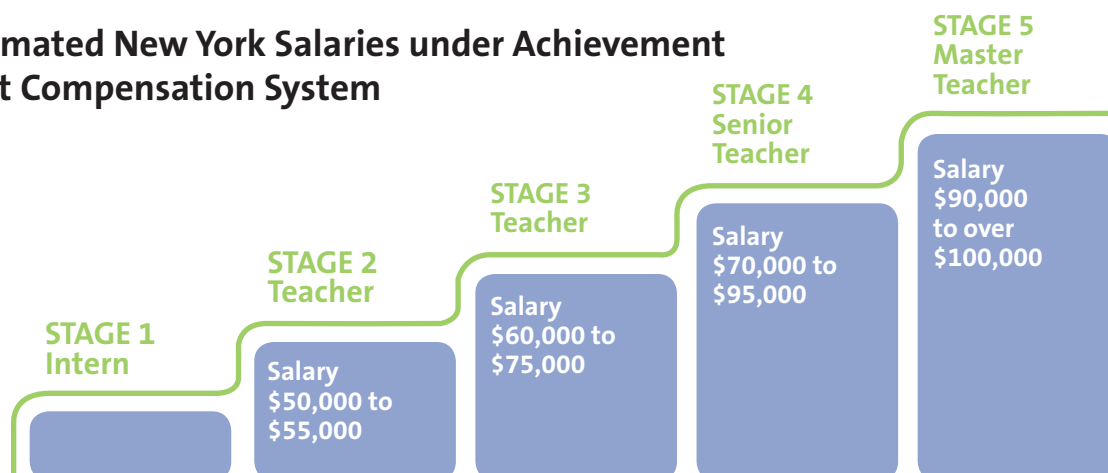 mated New York Salaries under Achievement
t Compensation System
STAGE 1
Intern
STAGE 2
Teacher
Salary
$50,000 to
$55,000
STAGE 3
Teacher
Salary
$60,000 to
$75,000
STAGE 4
Senior
Teacher
Salary
$70,000 to
$95,000
STAGE 5
Master
Teacher
Salary
$90,000
to over
$100,000